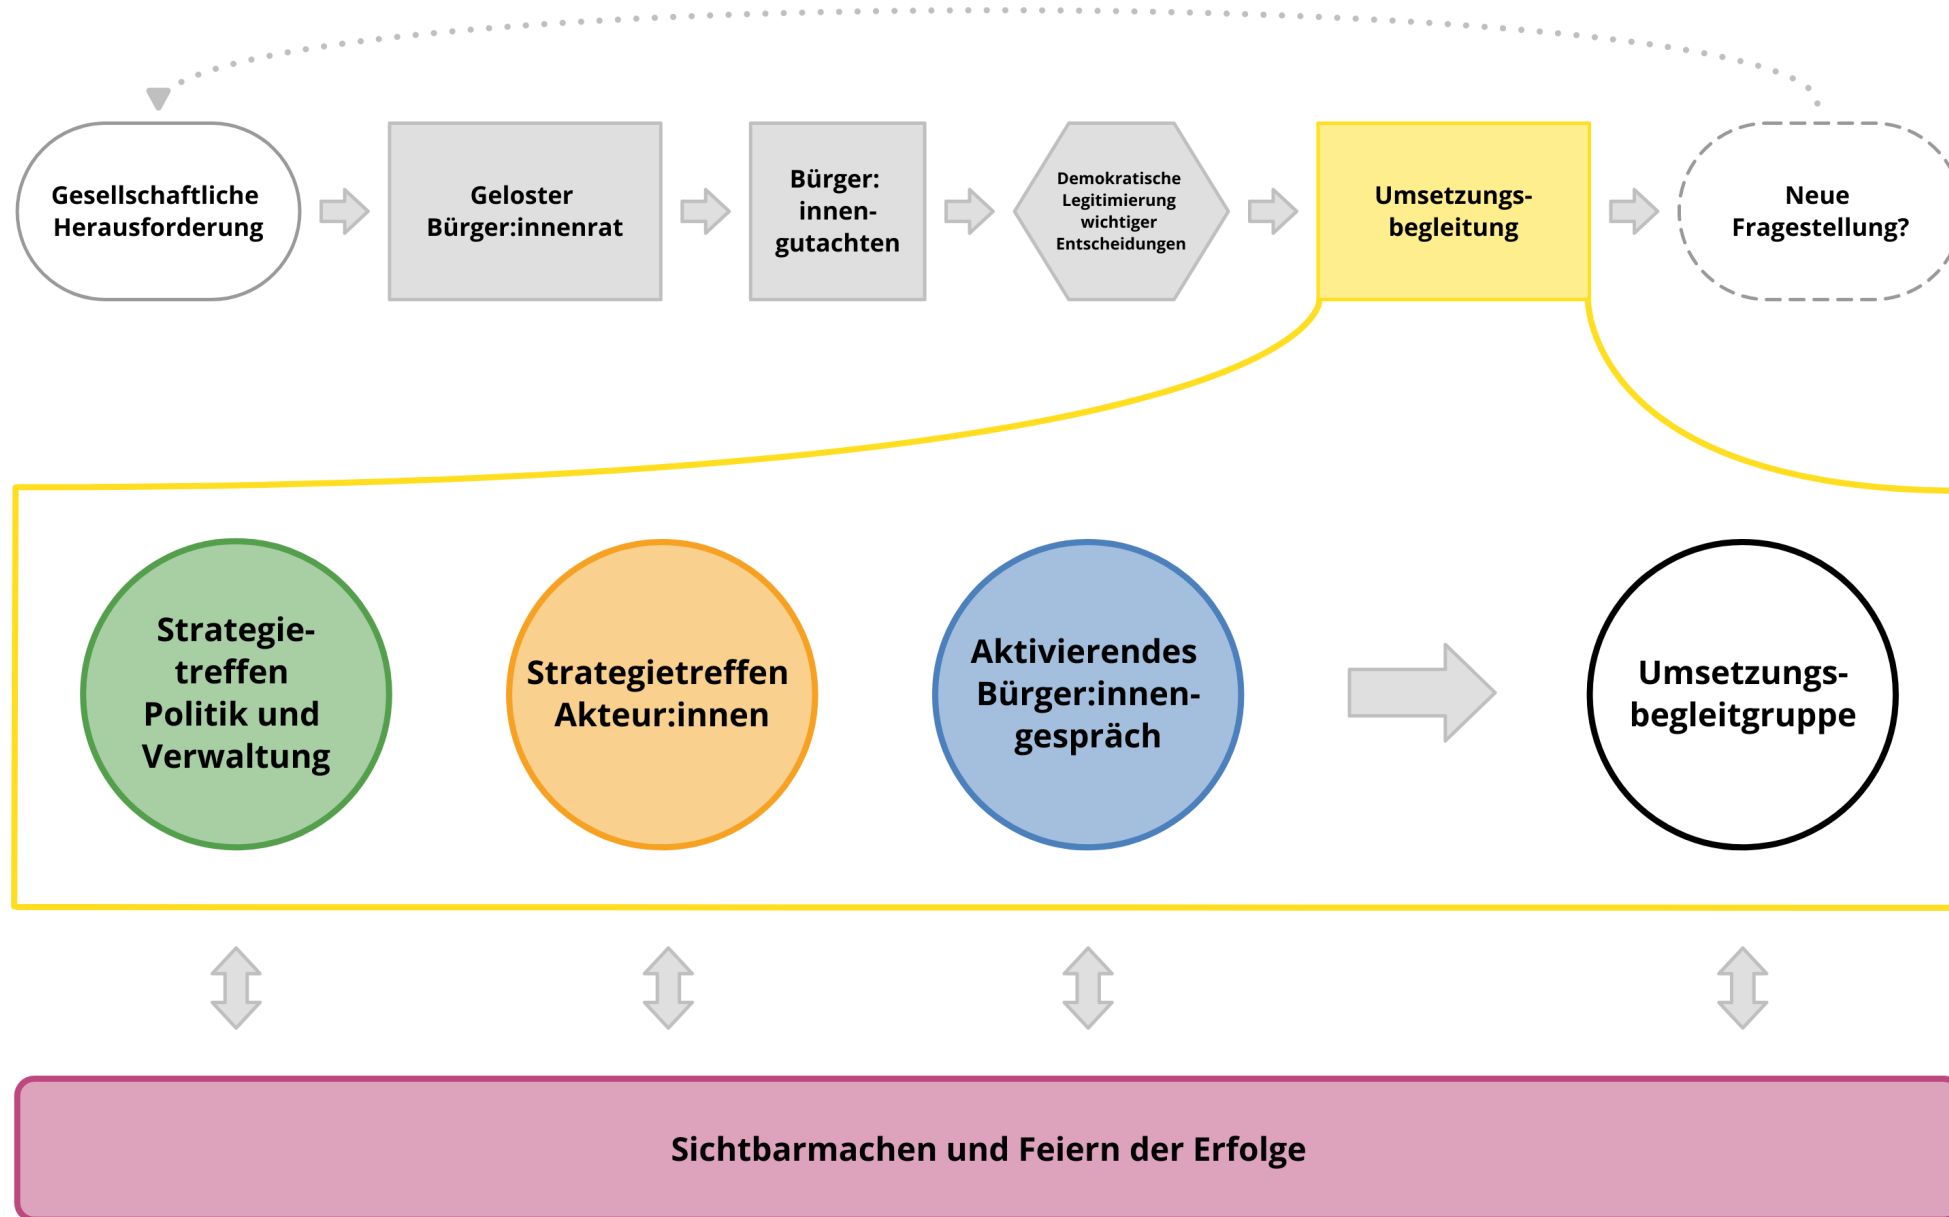 Gesellschaftliche
Herausforderung
Geloster
Bürger:innenrat
Bürger:
innen-
gutachten
Demokratische
Legitimierung
wichtiger
Entscheidungen
Umsetzungs-
begleitung
Neue
Fragestellung?
Strategie-
treffen
Politik und
Verwaltung
Strategietreffen
Akteur:innen
Aktivierendes
Bürger:innen-
gespräch
Umsetzungs-
begleitgruppe
Sichtbarmachen und Feiern der Erfolge